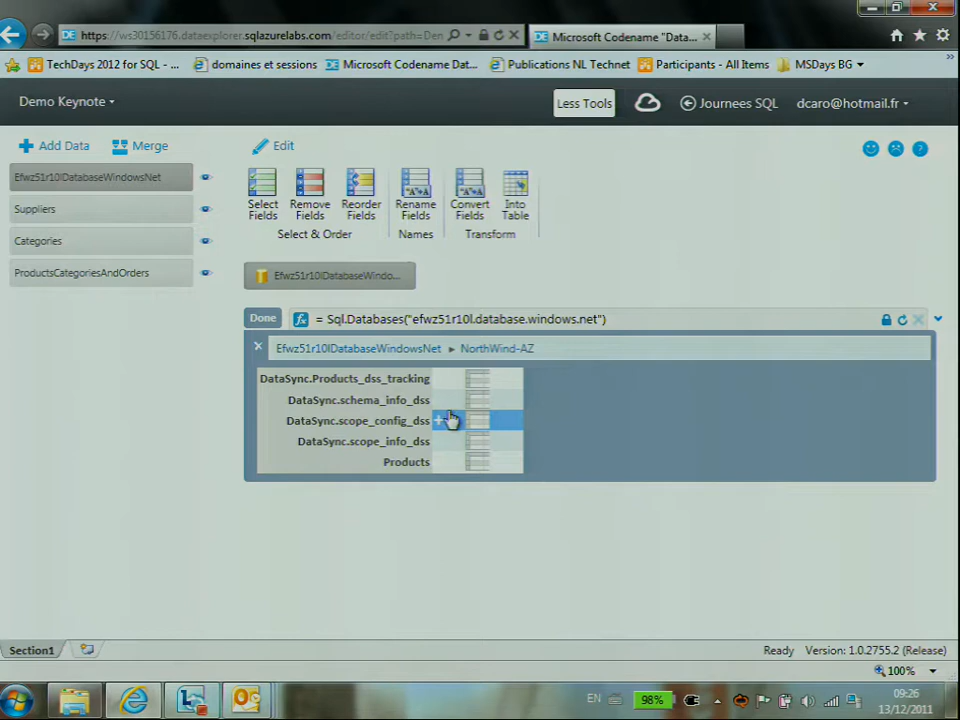 https://ws30156176.dataexplorer.sqlazurelabs.com/editor/edit?path=Den
Microsoft Codename "Data...
TechDays 2012 for SQL - ...
domaines et sessions
Microsoft Codename Dat...
Publications NL Technet
Participants - All Items
MSDays BG
Demo Keynote
Less Tools
Journees SQL
dcaro@hotmail.fr
Add Data
Merge
Edit
Efwz51r10lDatabaseWindowsNet
Suppliers
Categories
ProductsCategoriesAndOrders
Select Fields
Remove Fields
Reorder Fields
Rename Fields
Convert Fields
Into Table
Select & Order
Names
Transform
Efwz51r10lDatabaseWindo...
Done
fx
= Sql.Databases("efwz51r10l.database.windows.net")
Efwz51r10lDatabaseWindowsNet ▸ NorthWind-AZ
DataSync.Products_dss_tracking
DataSync.schema_info_dss
DataSync.scope_config_dss
DataSync.scope_info_dss
Products
Section1
Ready
Version: 1.0.2755.2 (Release)
100%
EN
98%
09:26
13/12/2011